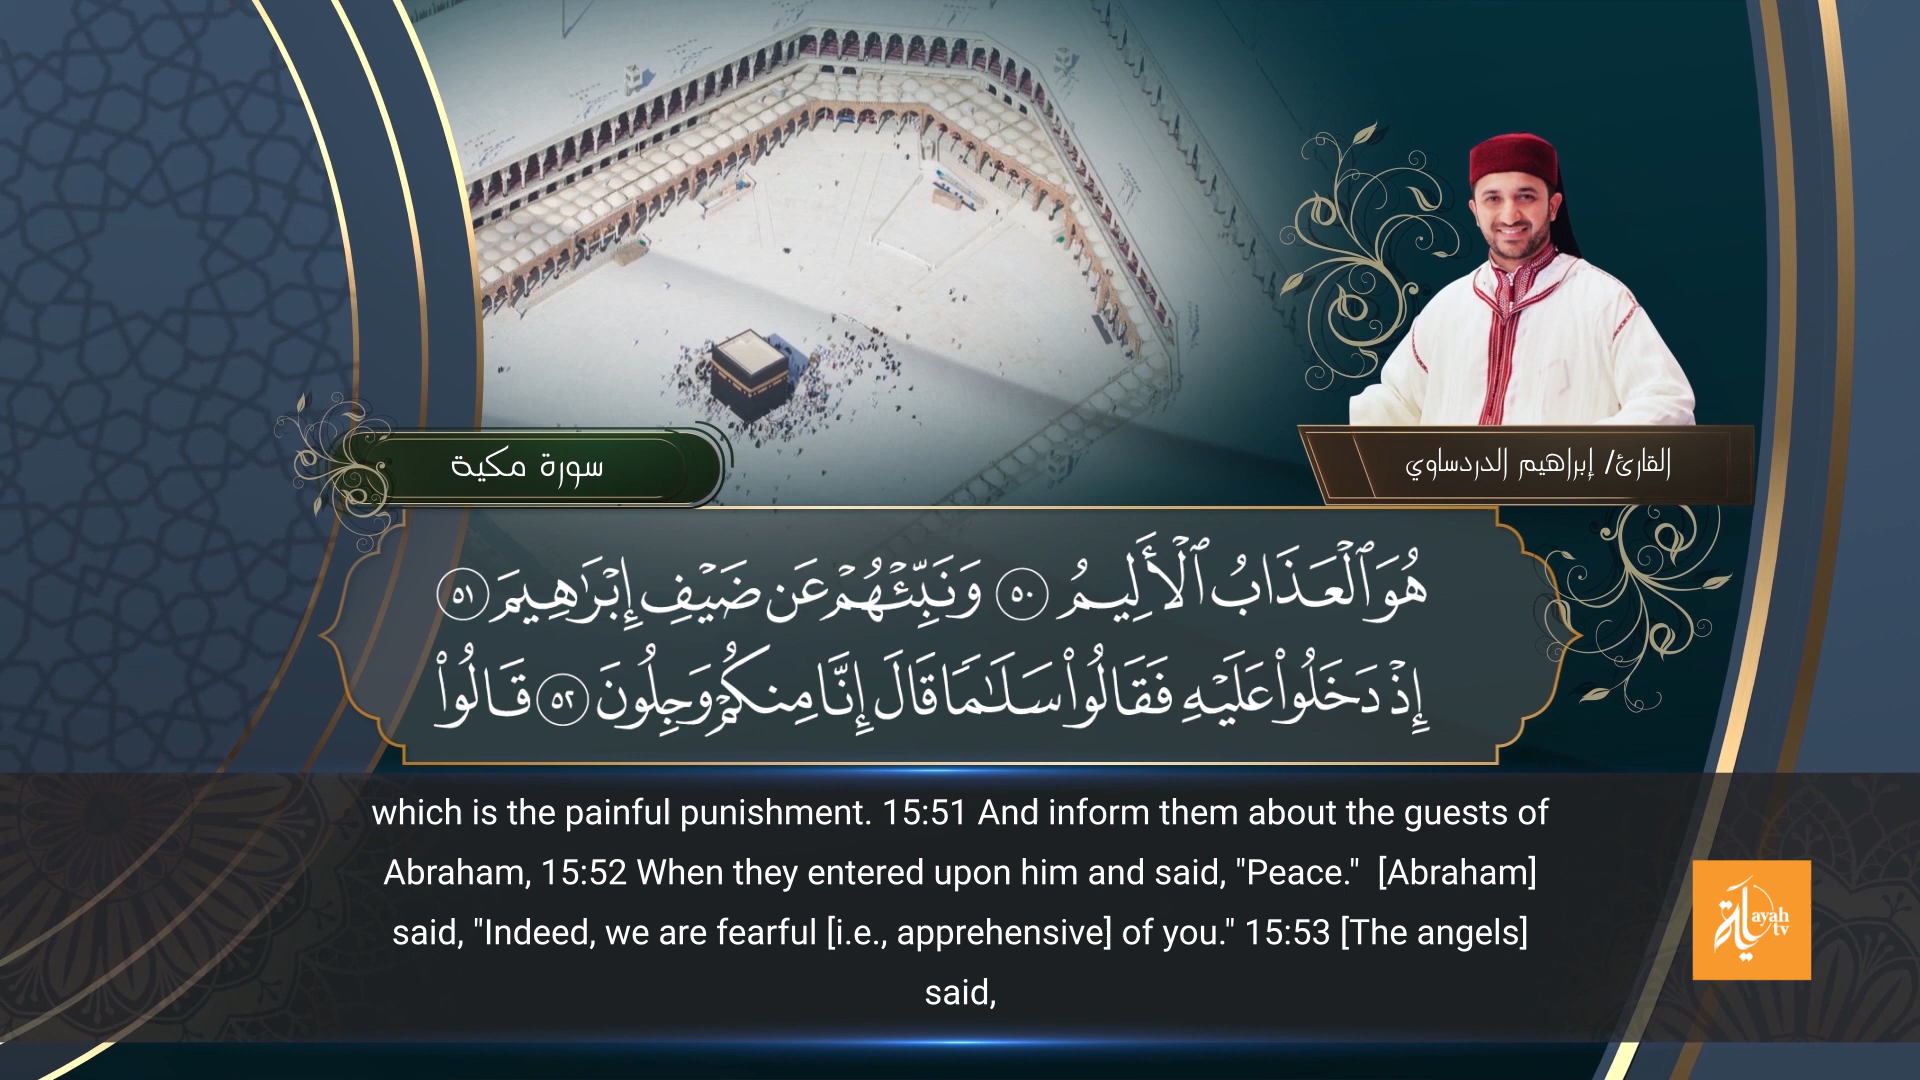 سورة مكية
القارئ/ إبراهيم الدردساوي
هُوَ ٱلْعَذَابُ ٱلْأَلِيمُ ٥٠ وَنَبِّئْهُمْ عَن ضَيْفِ إِبْرَٰهِيمَ ٥١
إِذْ دَخَلُوا۟ عَلَيْهِ فَقَالُوا۟ سَلَـٰمًا قَالَ إِنَّا مِنكُمْ وَجِلُونَ ٥٢ قَالُوا۟
which is the painful punishment. 15:51 And inform them about the guests of
Abraham, 15:52 When they entered upon him and said, "Peace."  [Abraham]
said, "Indeed, we are fearful [i.e., apprehensive] of you." 15:53 [The angels]
said,
آية
ayah
tv